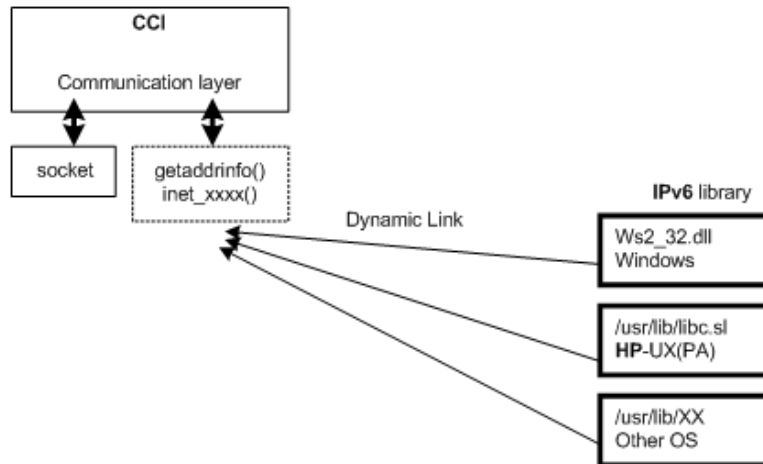 CCI
Communication layer
socket
getaddrinfo()
inet_xxxx()
Dynamic Link
IPv6 library
Ws2_32.dll
Windows
/usr/lib/libc.sl
HP-UX(PA)
/usr/lib/XX
Other OS